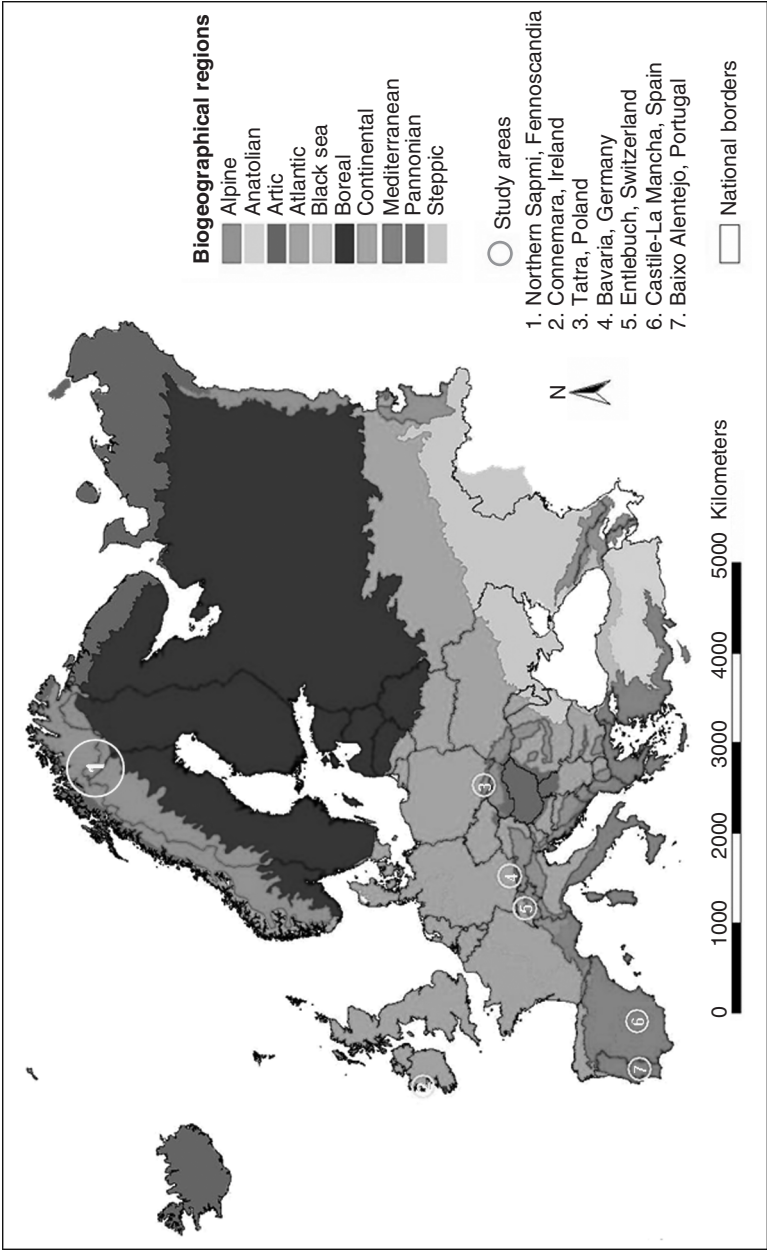 Biogeographical regions
Alpine
Anatolian
Artic
Atlantic
Black sea
Boreal
Continental
Mediterranean
Pannonian
Steppic
Study areas
1. Northern Sapmi, Fennoscandia
2. Connemara, Ireland
3. Tatra, Poland
4. Bavaria, Germany
5. Entlebuch, Switzerland
6. Castile-La Mancha, Spain
7. Baixo Alentejo, Portugal
National borders
N
0 1000 2000 3000 4000 5000 Kilometers
1
2
3
4
5
6
7